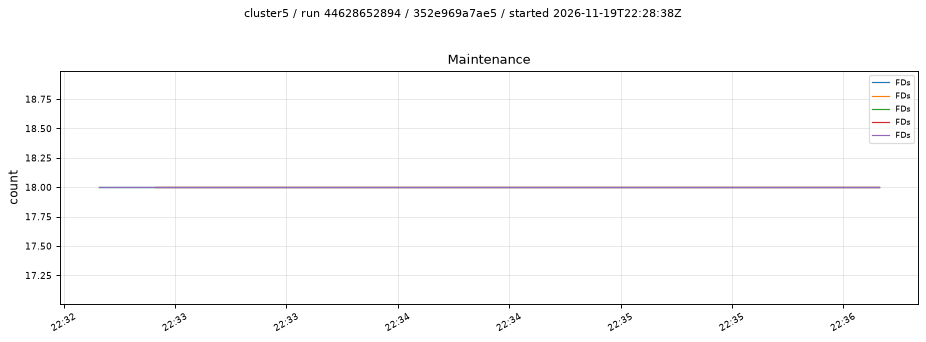 cluster5 / run 44628652894 / 352e969a7ae5 / started 2026-11-19T22:28:38Z
Maintenance
FDs
FDs
FDs
FDs
FDs
count
18.75
18.50
18.25
18.00
17.75
17.50
17.25
22:32
22:33
22:33
22:34
22:34
22:35
22:35
22:36